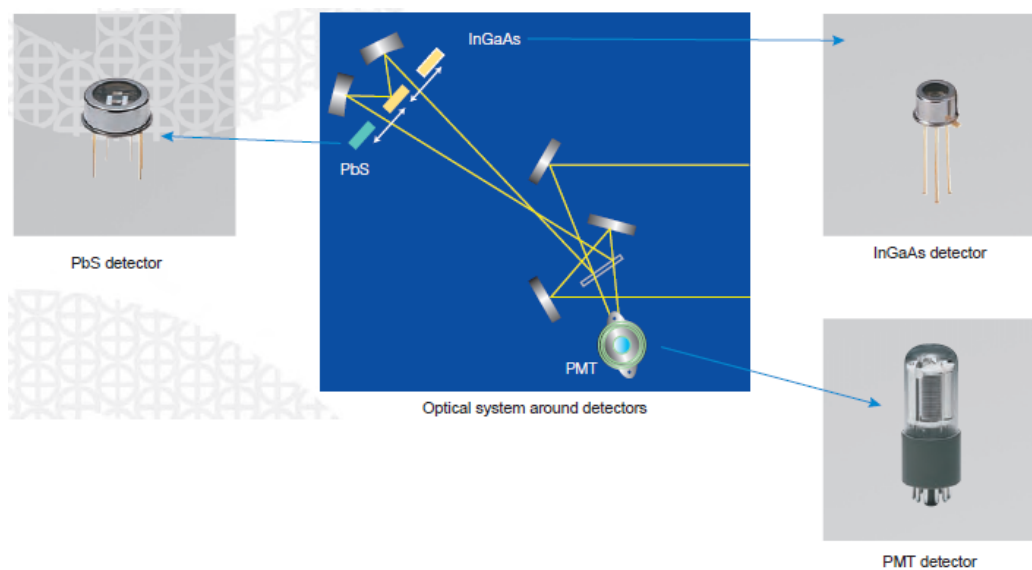 InGaAs
PbS
PbS detector
InGaAs detector
PMT
Optical system around detectors
PMT detector